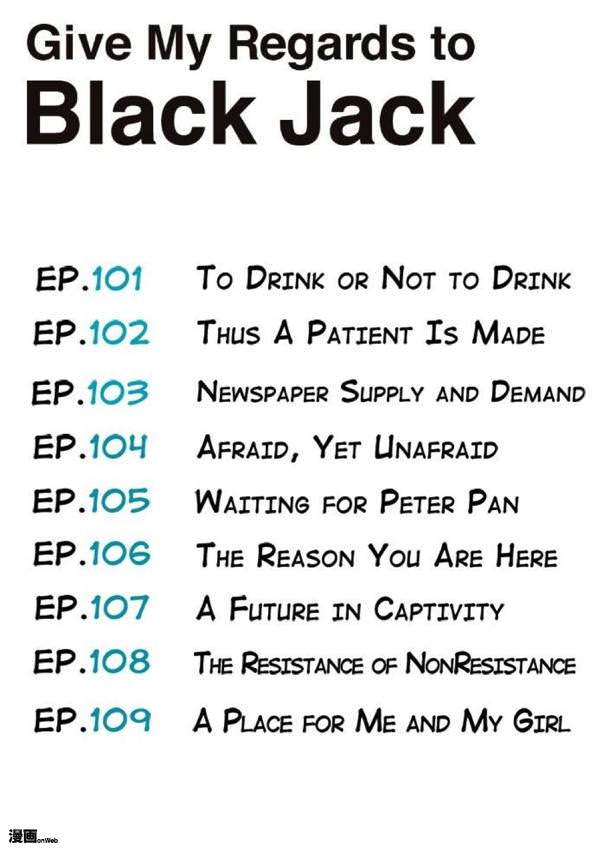 Give My Regards to
Black Jack
EP.101 To Drink or Not to Drink
EP.102 Thus A Patient Is Made
EP.103 Newspaper Supply and Demand
EP.104 Afraid, Yet Unafraid
EP.105 Waiting for Peter Pan
EP.106 The Reason You Are Here
EP.107 A Future in Captivity
EP.108 The Resistance of NonResistance
EP.109 A Place for Me and My Girl
漫画onWeb